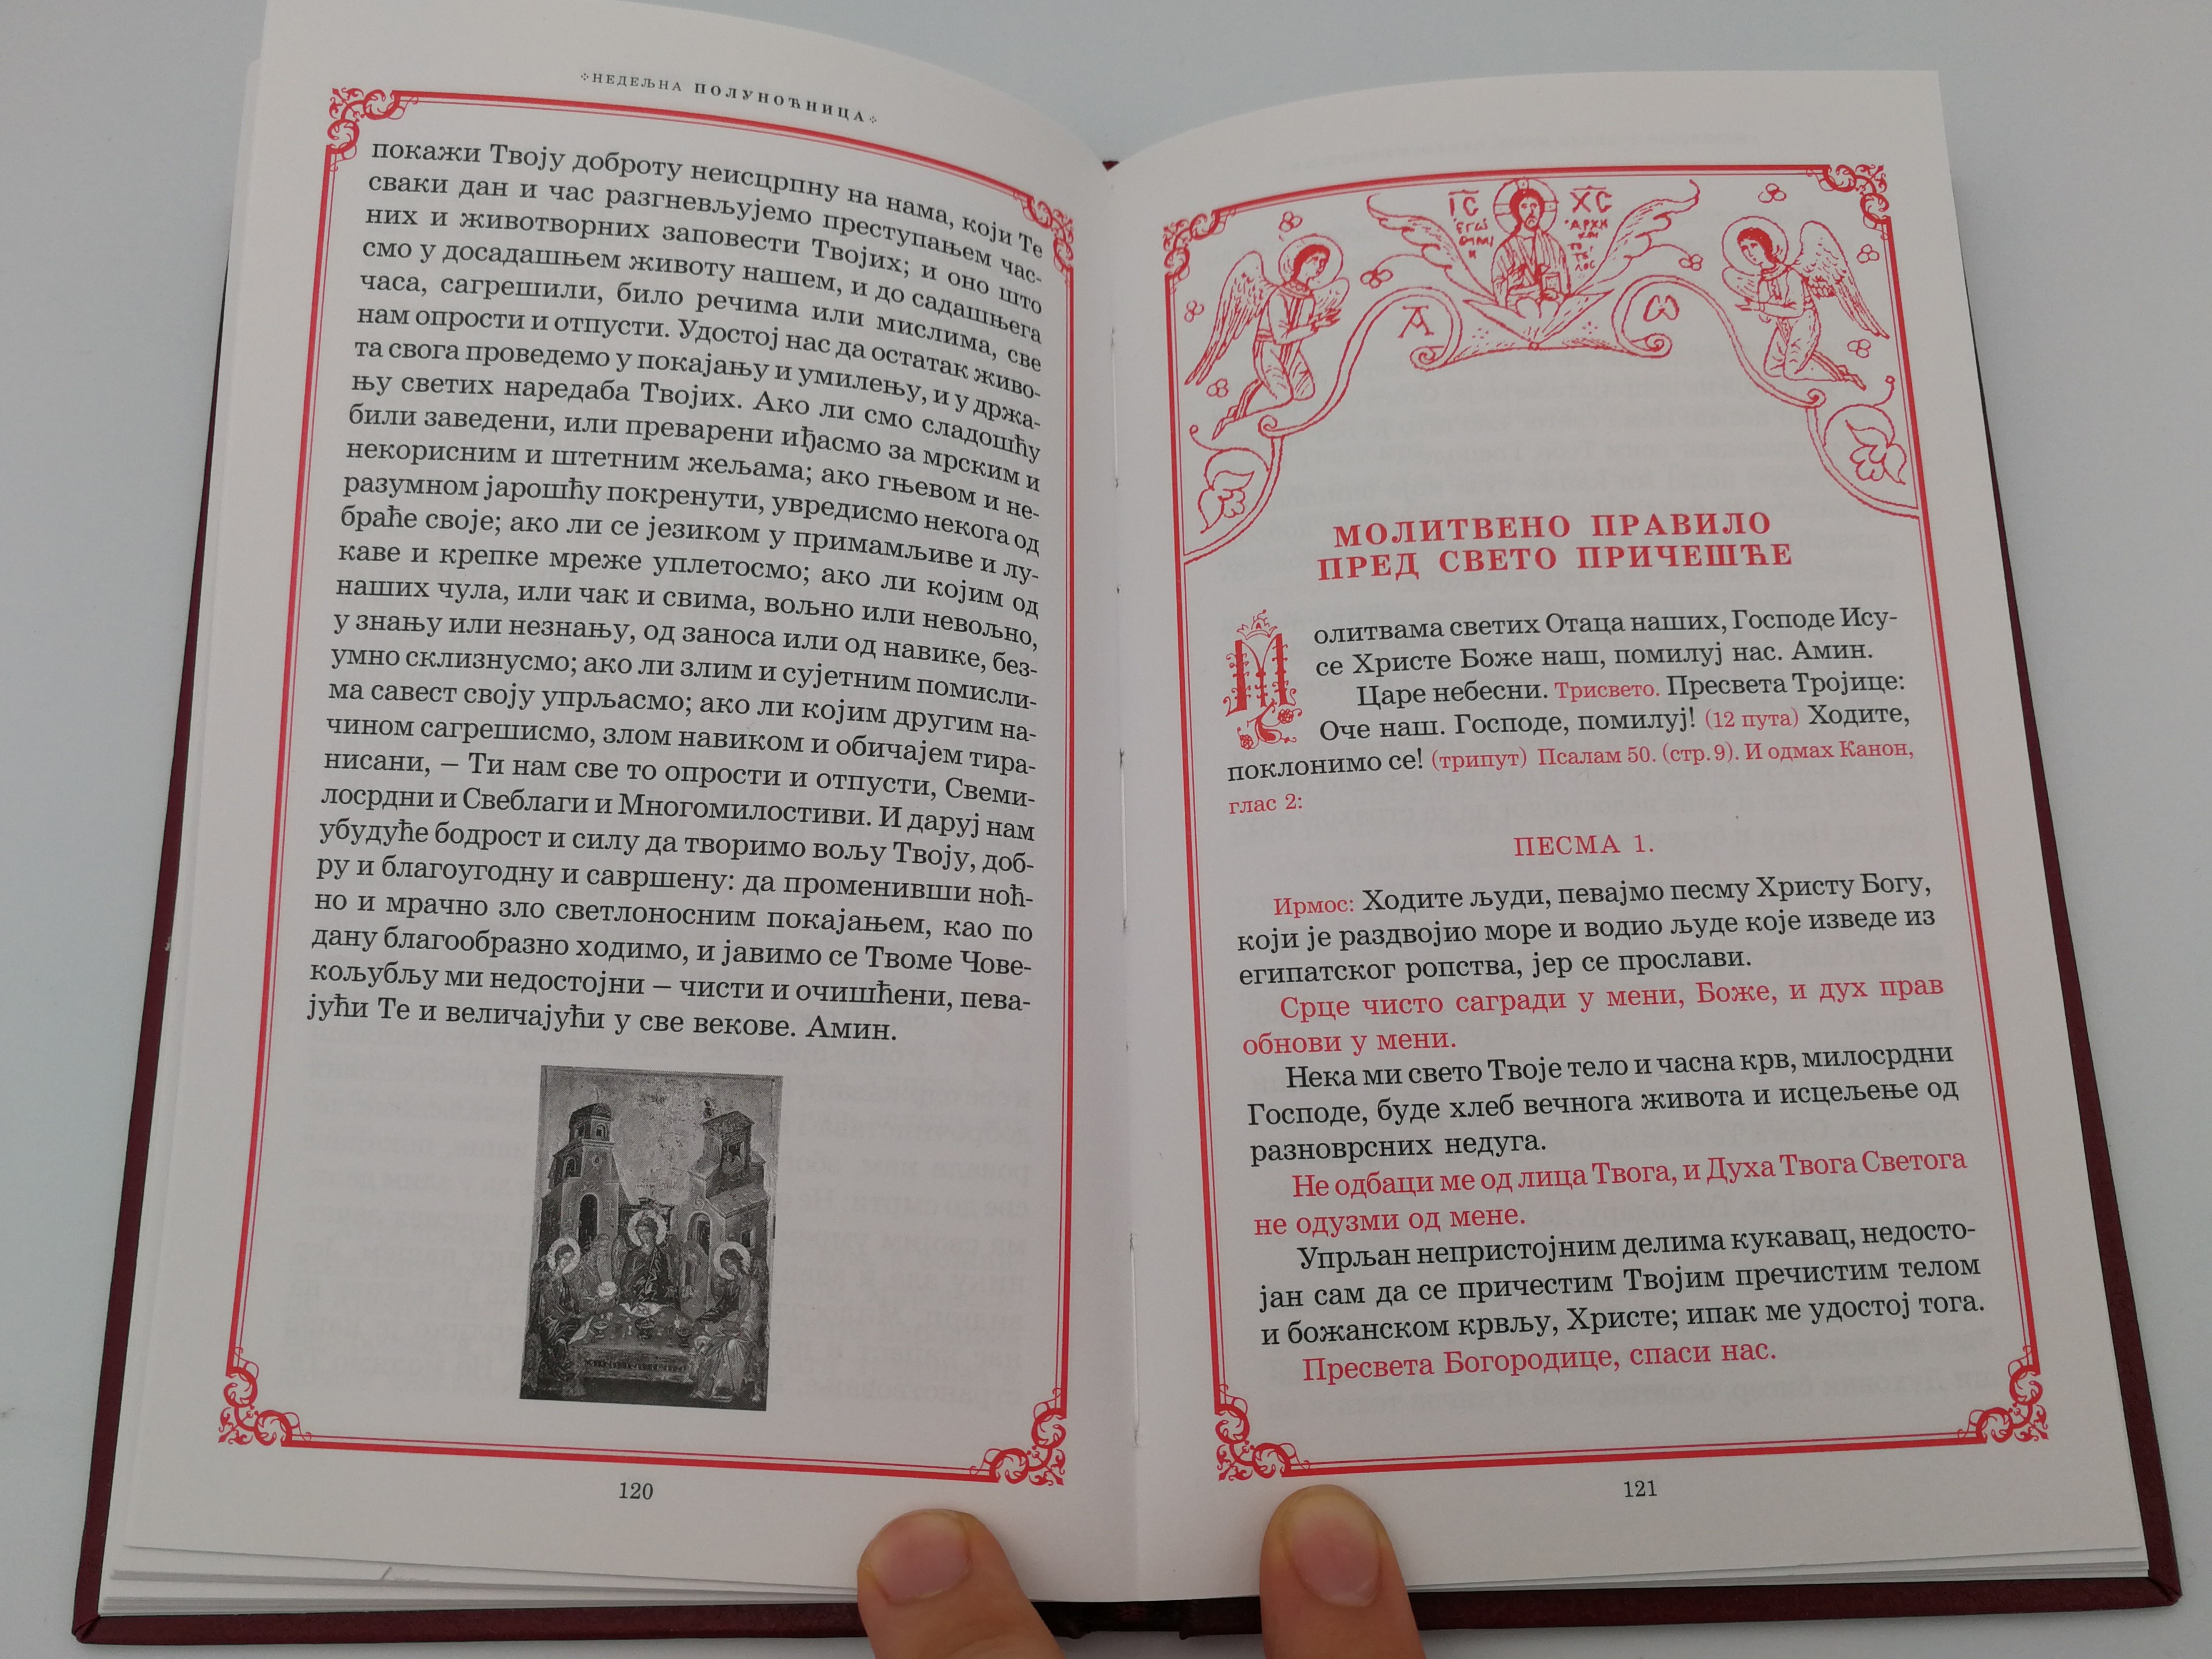 НЕДЕЉНА ПОЛУНОЋНИЦА
покажи Твоју доброту неисцрпну на нама, који Те
сваки дан и час разгневљујемо преступањем час-
них и животворних заповести Твојих; и оно што
смо у досадашњем животу нашем, и до садашњега
часа, сагрешили, било речима или мислима, све
нам опрости и отпусти. Удостој нас да остатак живо-
та свога проведемо у покајању и умилењу, и у држа-
њу светих наредаба Твојих. Ако ли смо сладошћу
били заведени, или преварени иђасмо за мрским и
некорисним и штетним жељама; ако гњевом и не-
разумном јарошћу покренути, увредисмо некога од
браће своје; ако ли се језиком у примамљиве и лу-
каве и крепке мреже уплетосмо; ако ли којим од
наших чула, или чак и свима, вољно или невољно,
у знању или незнању, од заноса или од навике, без-
умно склизнусмо; ако ли злим и сујетним помисли-
ма савест своју упрљасмо; ако ли којим другим на-
чином сагрешисмо, злом навиком и обичајем тира-
нисани, – Ти нам све то опрости и отпусти, Свеми-
лосрдни и Свеблаги и Многомилостиви. И даруј нам
убудуће бодрост и силу да творимо вољу Твоју, доб-
ру и благоугодну и савршену: да променивши ноћ-
но и мрачно зло светлоносним покајањем, као по
дану благообразно ходимо, и јавимо се Твоме Чове-
кољубљу ми недостојни – чисти и очишћени, пева-
јући Те и величајући у све векове. Амин.
120
ІС ХС
А ω
МОЛИТВЕНО ПРАВИЛО
ПРЕД СВЕТО ПРИЧЕШЋЕ
Молитвама светих Отаца наших, Господе Ису-
се Христе Боже наш, помилуј нас. Амин.
Царе небесни. Трисвето. Пресвета Тројице:
Оче наш. Господе, помилуј! (12 пута) Ходите,
поклонимо се! (трипут) Псалам 50. (стр. 9). И одмах Канон,
глас 2:
ПЕСМА 1.
Ирмос: Ходите људи, певајмо песму Христу Богу,
који је раздвојио море и водио људе које изведе из
египатског ропства, јер се прослави.
Срце чисто сагради у мени, Боже, и дух прав
обнови у мени.
Нека ми свето Твоје тело и часна крв, милосрдни
Господе, буде хлеб вечнога живота и исцељење од
разноврсних недуга.
Не одбаци ме од лица Твога, и Духа Твога Светога
не одузми од мене.
Упрљан непристојним делима кукавац, недосто-
јан сам да се причестим Твојим пречистим телом
и божанском крвљу, Христе; ипак ме удостој тога.
Пресвета Богородице, спаси нас.
121